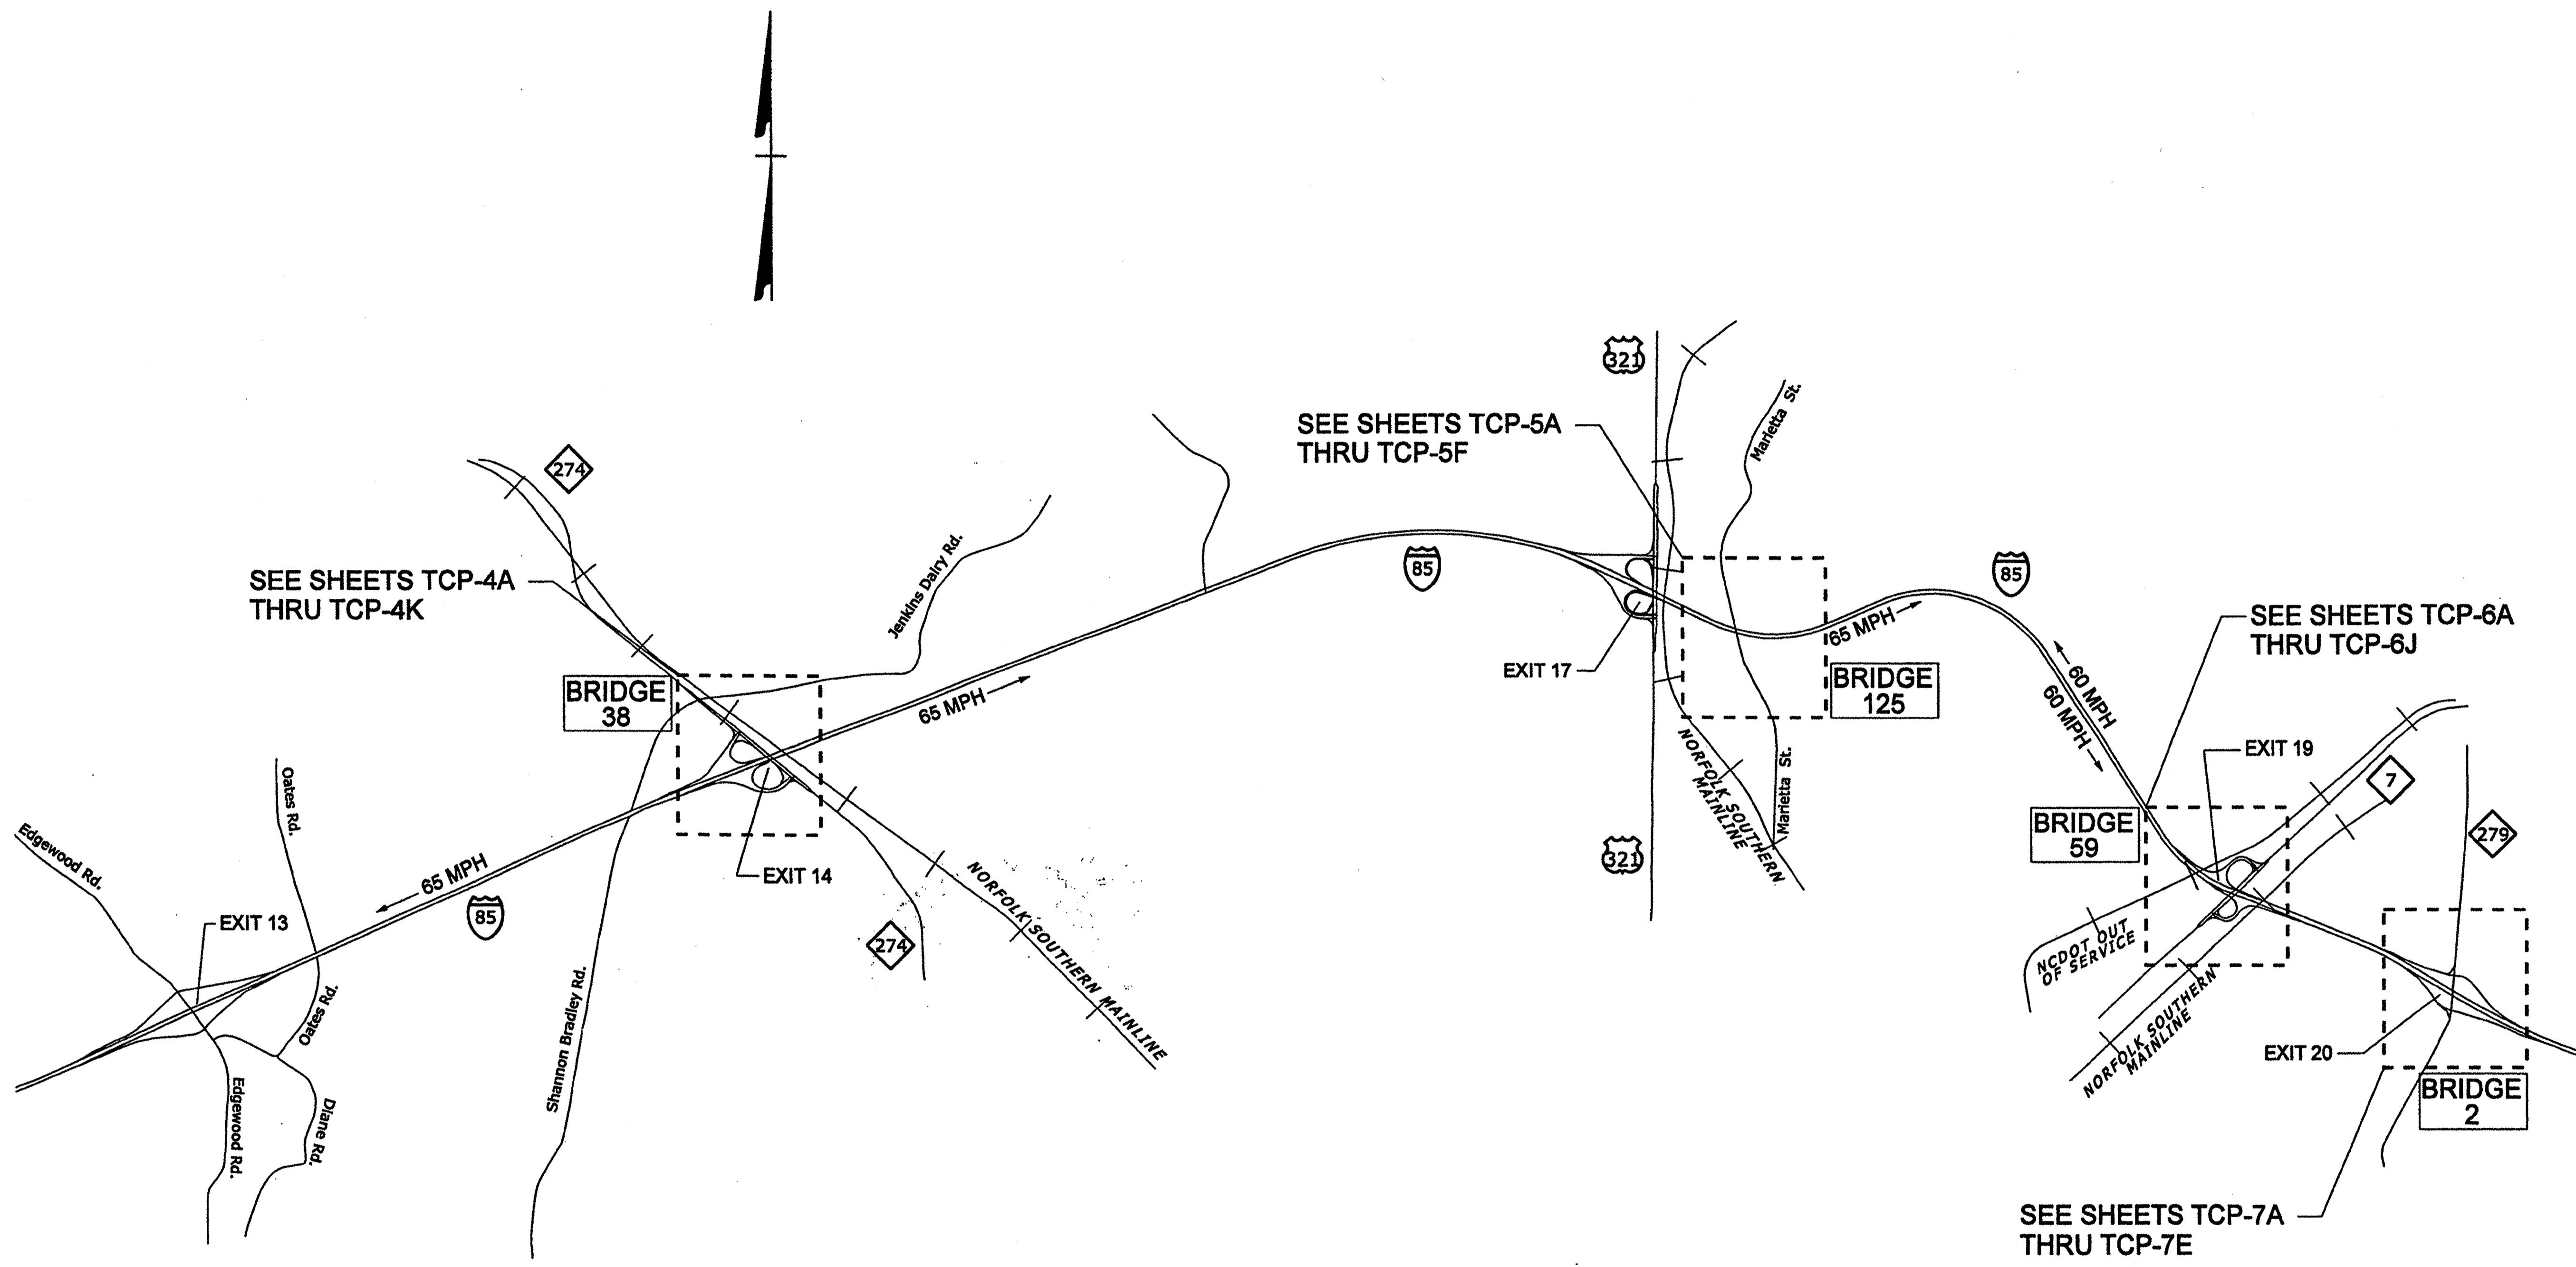 321
SEE SHEETS TCP-5A
THRU TCP-5F
Marietta St.
274
SEE SHEETS TCP-4A
THRU TCP-4K
Jenkins Dairy Rd.
85
85
SEE SHEETS TCP-6A
THRU TCP-6J
65 MPH
EXIT 17
BRIDGE
125
60 MPH
60 MPH
BRIDGE
38
65 MPH
NORFOLK SOUTHERN
MAINLINE
Marietta St.
EXIT 19
7
Oates Rd.
Edgewood Rd.
BRIDGE
59
279
321
65 MPH
85
EXIT 14
EXIT 13
274
NORFOLK SOUTHERN MAINLINE
NCDOT OUT
OF SERVICE
Oates Rd.
Shannon Bradley Rd.
NORFOLK SOUTHERN
MAINLINE
EXIT 20
BRIDGE
2
Edgewood Rd.
Diane Rd.
SEE SHEETS TCP-7A
THRU TCP-7E